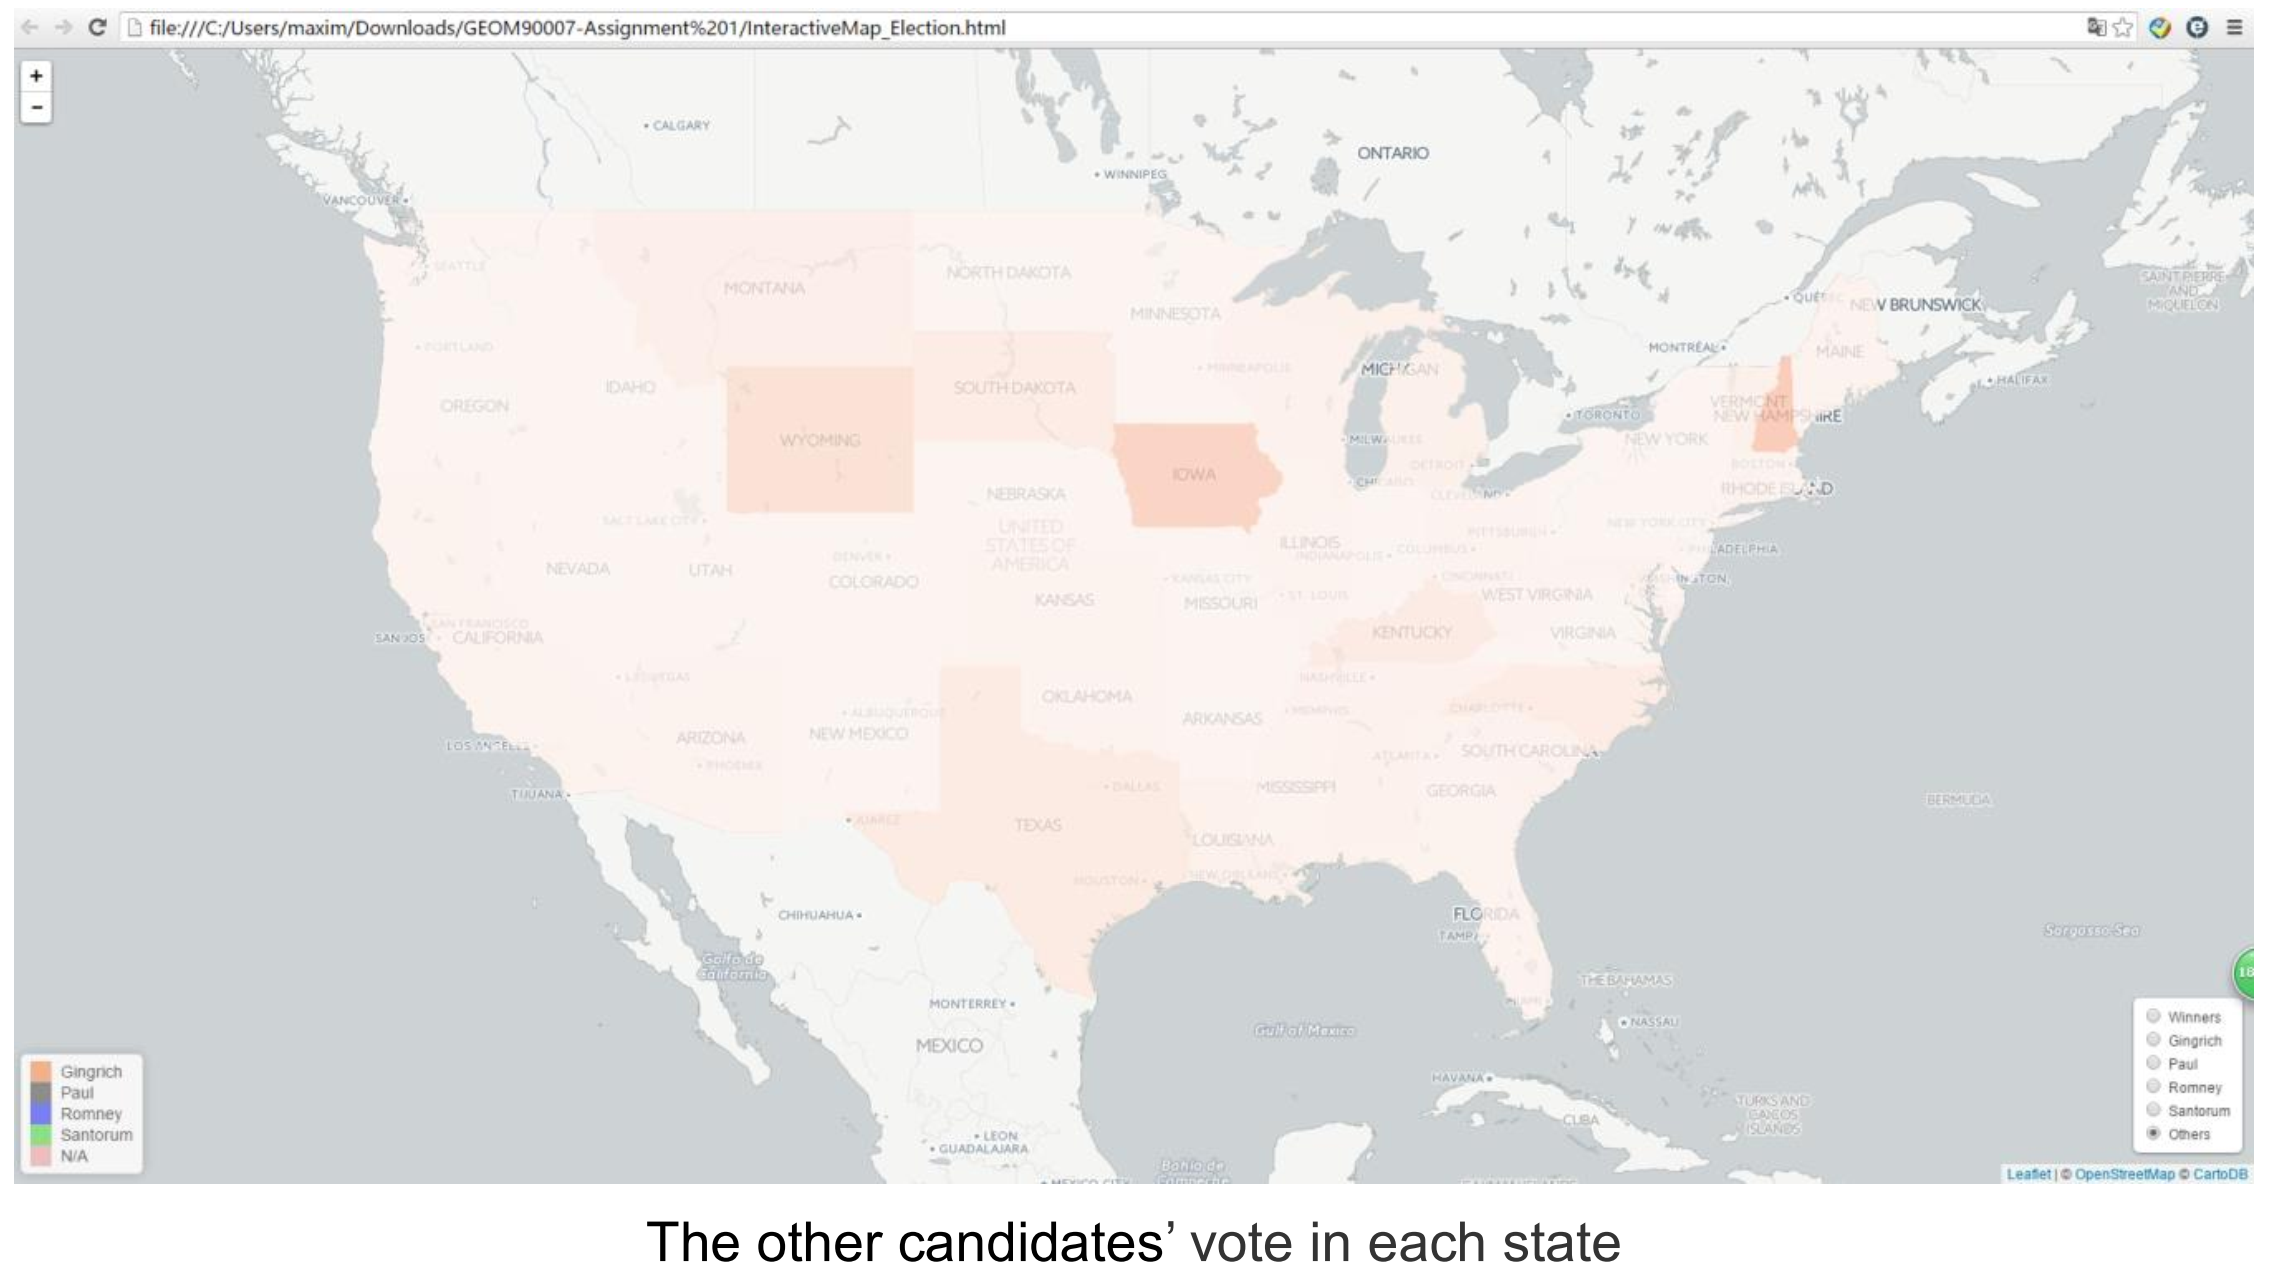 file:///C:/Users/maxim/Downloads/GEOM90007-Assignment%201/InteractiveMap_Election.html
+
-
CALGARY
ONTARIO
WINNIPEG
VANCOUVER
SEATTLE
MONTANA
NORTH DAKOTA
MINNESOTA
SAINT PIERRE
AND
MIQUELON
NEW BRUNSWICK
PORTLAND
MINNEAPOLIS
MICHIGAN
MONTRÉAL
MAINE
HALIFAX
IDAHO
SOUTH DAKOTA
OREGON
TORONTO
VERMONT
NEW HAMPSHIRE
WYOMING
MILWAUKEE
NEW YORK
DETROIT
BOSTON
IOWA
CHICAGO
CLEVELAND
RHODE ISLAND
NEBRASKA
SALT LAKE CITY
UNITED
STATES OF
AMERICA
PITTSBURGH
NEW YORK CITY
ILLINOIS
INDIANAPOLIS
COLUMBUS
PHILADELPHIA
NEVADA
UTAH
DENVER
COLORADO
KANSAS CITY
CINCINNATI
WASHINGTON,
KANSAS
MISSOURI
ST. LOUIS
WEST VIRGINIA
SAN FRANCISCO
SAN JOS
CALIFORNIA
KENTUCKY
VIRGINIA
LAS VEGAS
NASHVILLE
OKLAHOMA
ALBUQUERQUE
ARKANSAS
MEMPHIS
CHARLOTTE
ARIZONA
NEW MEXICO
LOS ANGELES
PHOENIX
ATLANTA
SOUTH CAROLINA
TIJUANA
DALLAS
MISSISSIPPI
GEORGIA
BERMUDA
JUAREZ
TEXAS
LOUISIANA
HOUSTON
NEW ORLEANS
CHIHUAHUA
FLORIDA
TAMPA
Sargasso Sea
Golfo de
California
THE BAHAMAS
MIAMI
18
MONTERREY
NASSAU
Gulf of Mexico
MEXICO
HAVANA
CUBA
TURKS AND
CAICOS
ISLANDS
LEON
GUADALAJARA
Bahía de
Campeche
MEXICO CITY
Gingrich
Paul
Romney
Santorum
N/A
Winners
Gingrich
Paul
Romney
Santorum
Others
Leaflet | © OpenStreetMap © CartoDB
The other candidates’ vote in each state